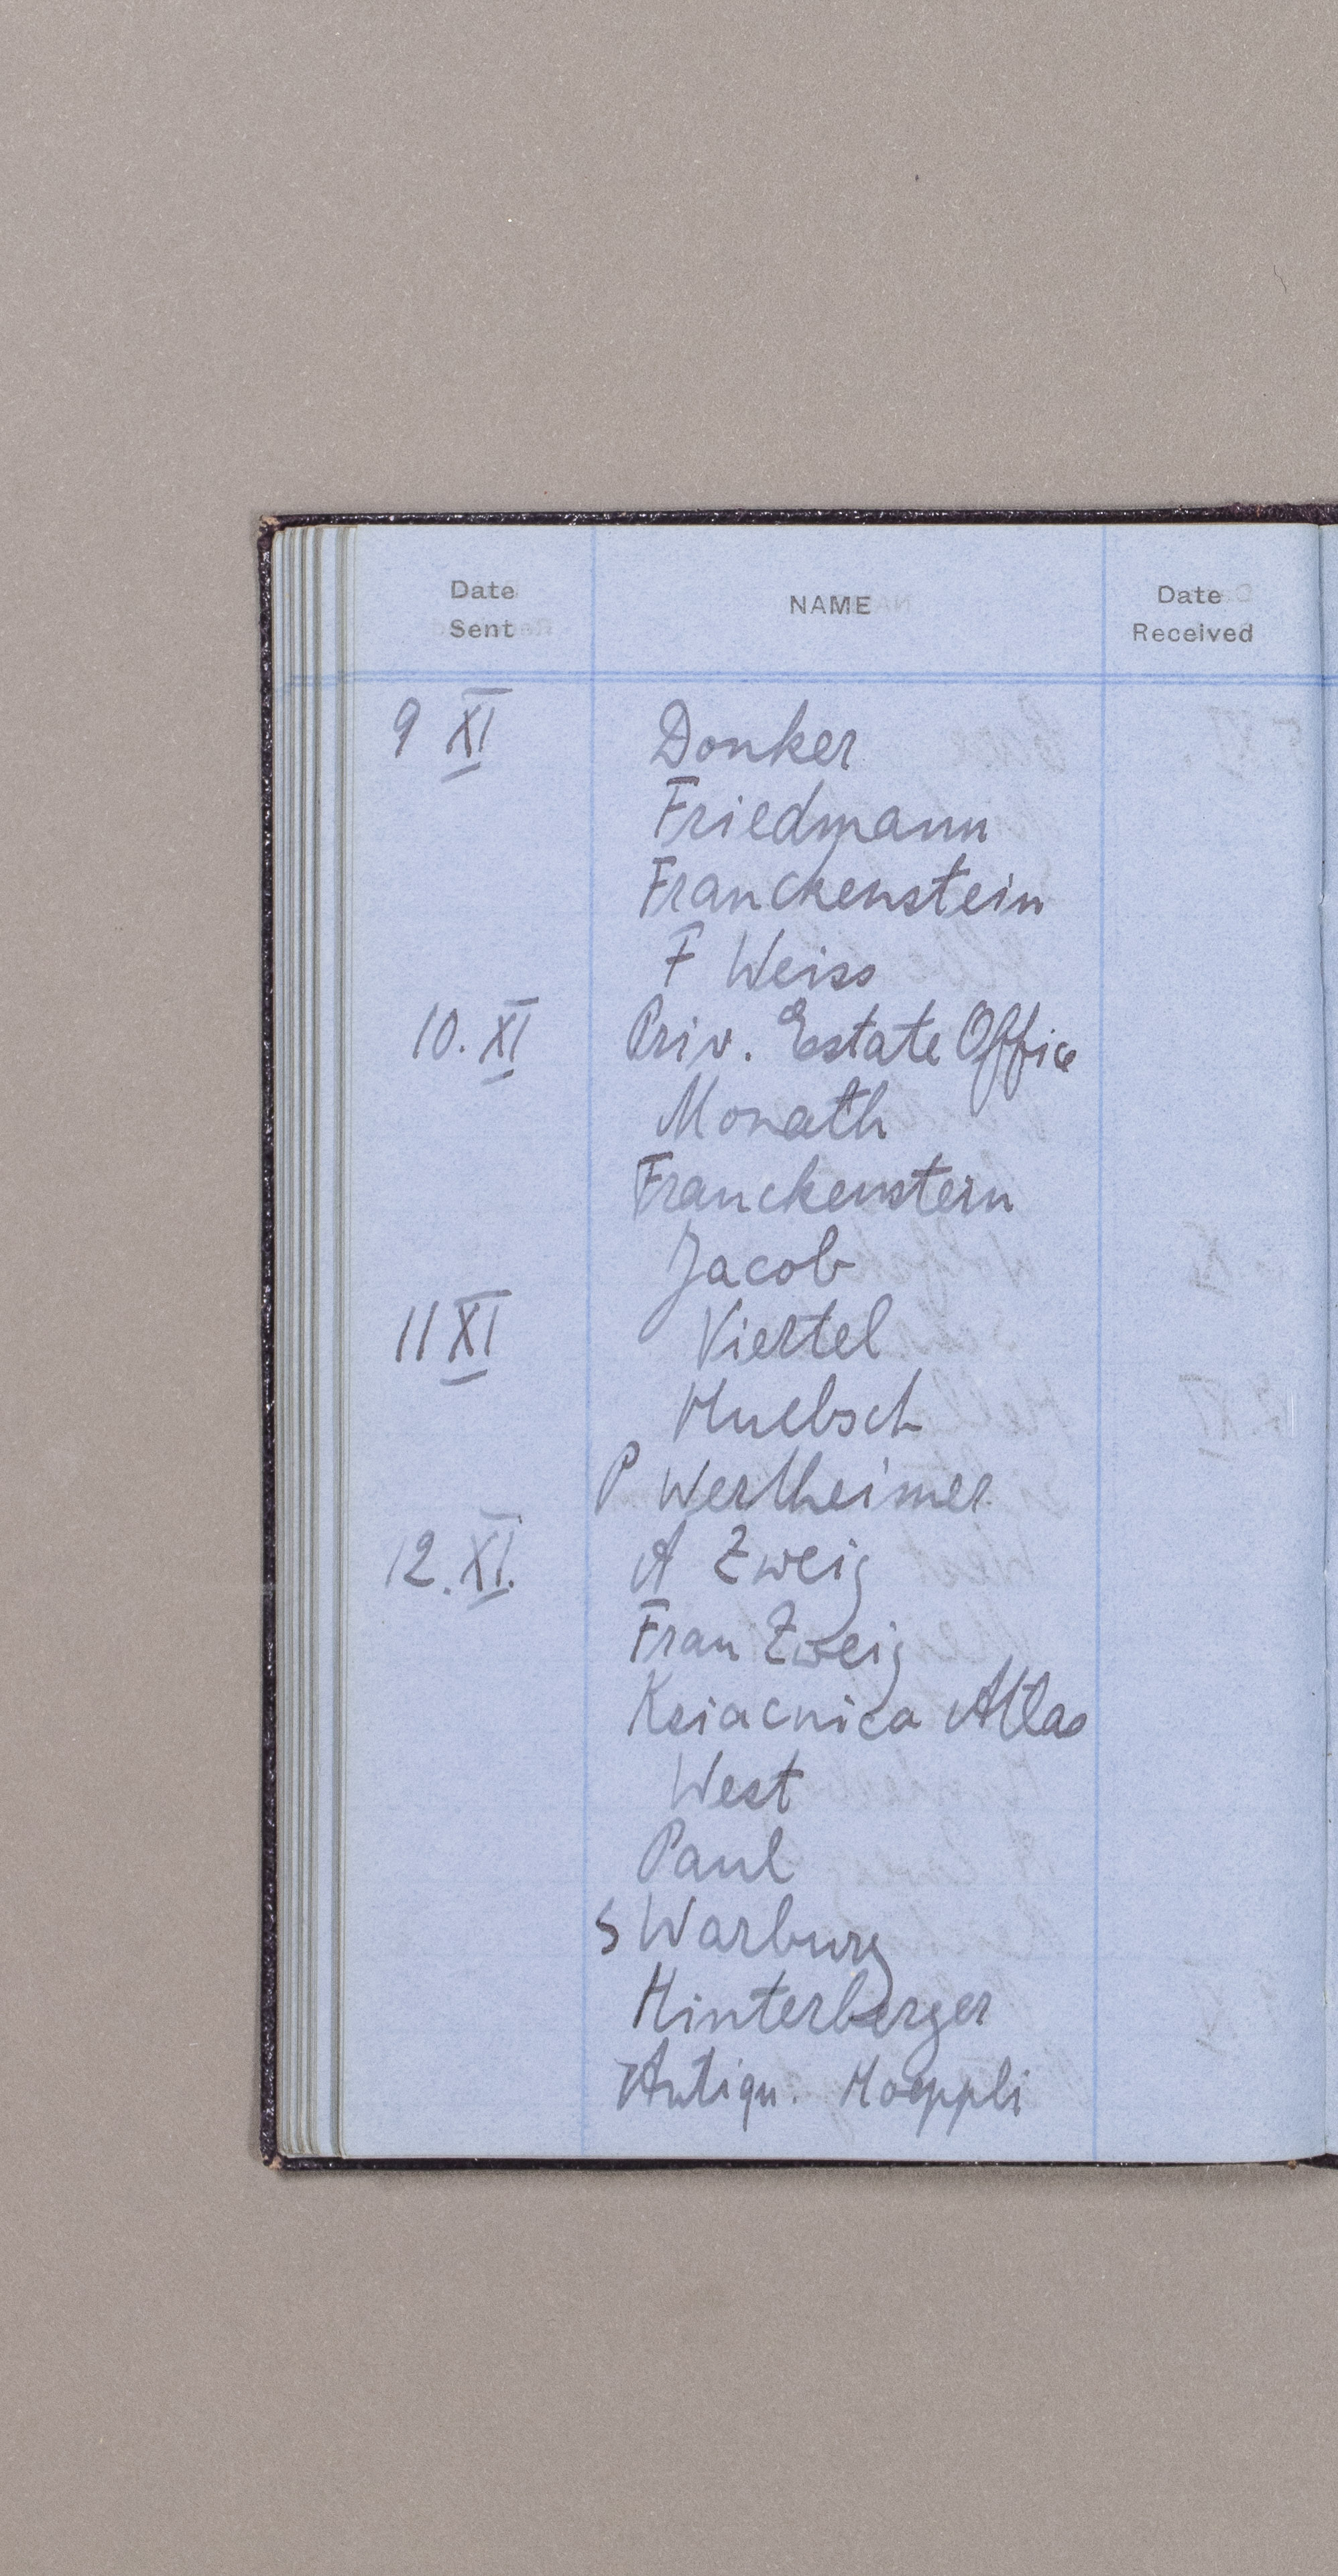 Date Sent NAME Date Received
9 XI Donker
Friedmann
Franckenstein
F Weiss
10. XI Priv. Estate Office
Monath
Franckenstein
Jacob
11 XI Viertel
Huebsch
P Wertheimer
12. XI. A Zweig
Frau Zweig
Ksiacnica Atlas
West
Paul
S Warburg
Hinterberger
Antiqu. Hoeppli